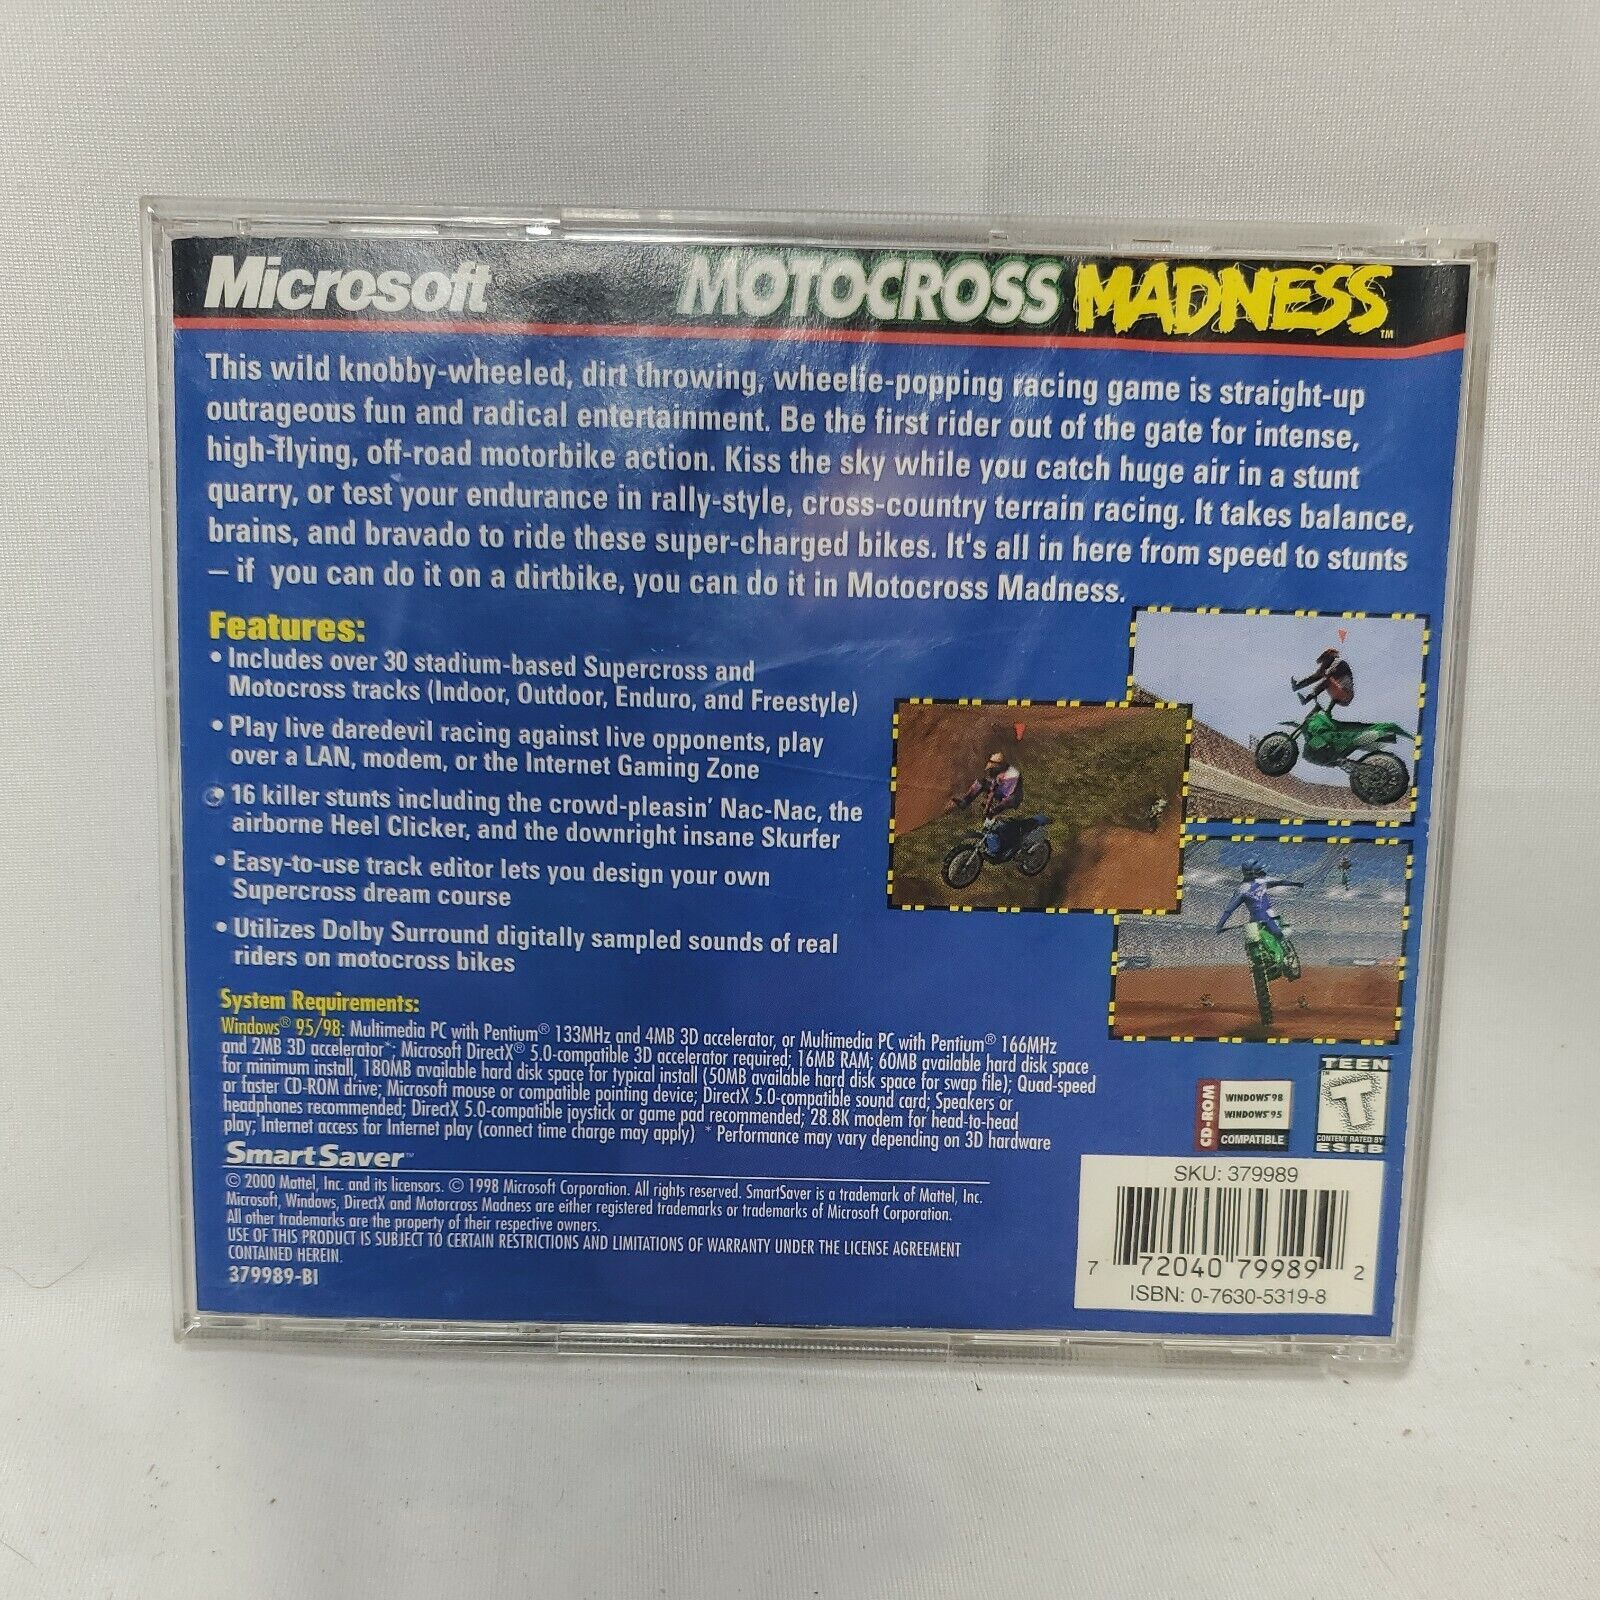 Microsoft MOTOCROSS MADNESS™
This wild knobby-wheeled, dirt throwing, wheelie-popping racing game is straight-up
outrageous fun and radical entertainment. Be the first rider out of the gate for intense,
high-flying, off-road motorbike action. Kiss the sky while you catch huge air in a stunt
quarry, or test your endurance in rally-style, cross-country terrain racing. It takes balance,
brains, and bravado to ride these super-charged bikes. It's all in here from speed to stunts
– if you can do it on a dirtbike, you can do it in Motocross Madness.
Features:
• Includes over 30 stadium-based Supercross and
Motocross tracks (Indoor, Outdoor, Enduro, and Freestyle)
• Play live daredevil racing against live opponents, play
over a LAN, modem, or the Internet Gaming Zone
• 16 killer stunts including the crowd-pleasin' Nac-Nac, the
airborne Heel Clicker, and the downright insane Skurfer
• Easy-to-use track editor lets you design your own
Supercross dream course
• Utilizes Dolby Surround digitally sampled sounds of real
riders on motocross bikes
System Requirements:
Windows® 95/98: Multimedia PC with Pentium® 133MHz and 4MB 3D accelerator, or Multimedia PC with Pentium® 166MHz
and 2MB 3D accelerator*; Microsoft DirectX® 5.0-compatible 3D accelerator required; 16MB RAM; 60MB available hard disk space
for minimum install, 180MB available hard disk space for typical install (50MB available hard disk space for swap file); Quad-speed
or faster CD-ROM drive; Microsoft mouse or compatible pointing device; DirectX 5.0-compatible sound card; Speakers or
headphones recommended; DirectX 5.0-compatible joystick or game pad recommended; 28.8K modem for head-to-head
play; Internet access for Internet play (connect time charge may apply) * Performance may vary depending on 3D hardware
SmartSaver™
© 2000 Mattel, Inc. and its licensors. © 1998 Microsoft Corporation. All rights reserved. SmartSaver is a trademark of Mattel, Inc.
Microsoft, Windows, DirectX and Motorcross Madness are either registered trademarks or trademarks of Microsoft Corporation.
All other trademarks are the property of their respective owners.
USE OF THIS PRODUCT IS SUBJECT TO CERTAIN RESTRICTIONS AND LIMITATIONS OF WARRANTY UNDER THE LICENSE AGREEMENT
CONTAINED HEREIN.
379989-BI
CD-ROM
WINDOWS 98
WINDOWS 95
COMPATIBLE
TEEN
T
CONTENT RATED BY
ESRB
SKU: 379989
7 72040 79989 2
ISBN: 0-7630-5319-8